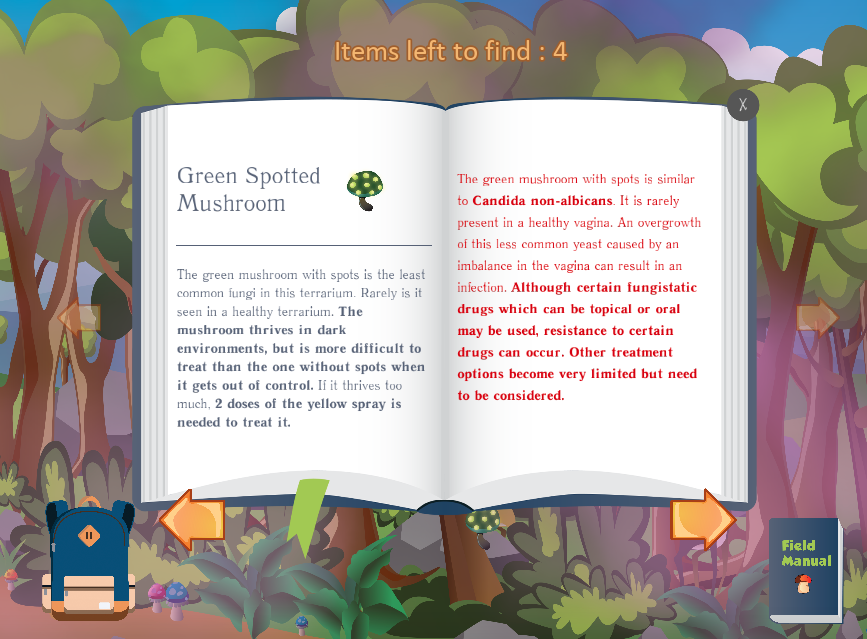 Items left to find : 4
X
Green Spotted
Mushroom
The green mushroom with spots is the least
common fungi in this terrarium. Rarely is it
seen in a healthy terrarium. The
mushroom thrives in dark
environments, but is more difficult to
treat than the one without spots when
it gets out of control. If it thrives too
much, 2 doses of the yellow spray is
needed to treat it.
The green mushroom with spots is similar
to Candida non-albicans. It is rarely
present in a healthy vagina. An overgrowth
of this less common yeast caused by an
imbalance in the vagina can result in an
infection. Although certain fungistatic
drugs which can be topical or oral
may be used, resistance to certain
drugs can occur. Other treatment
options become very limited but need
to be considered.
Field
Manual